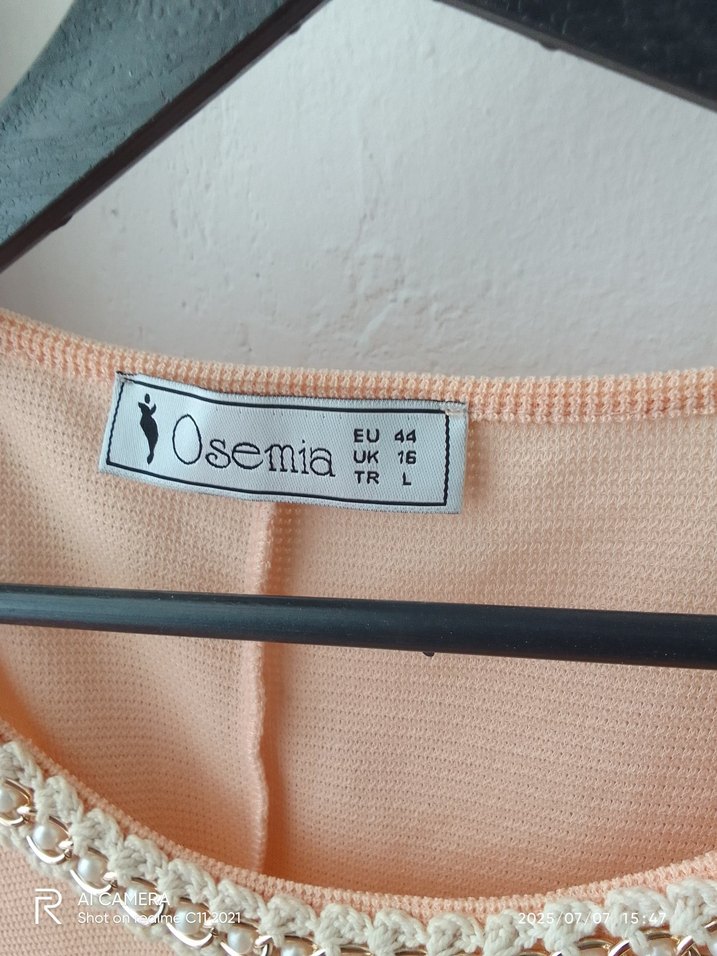 Osemia
EU 44
UK 16
TR L
R AI CAMERA
Shot on realme C11 2021
2025/07/07 15:47